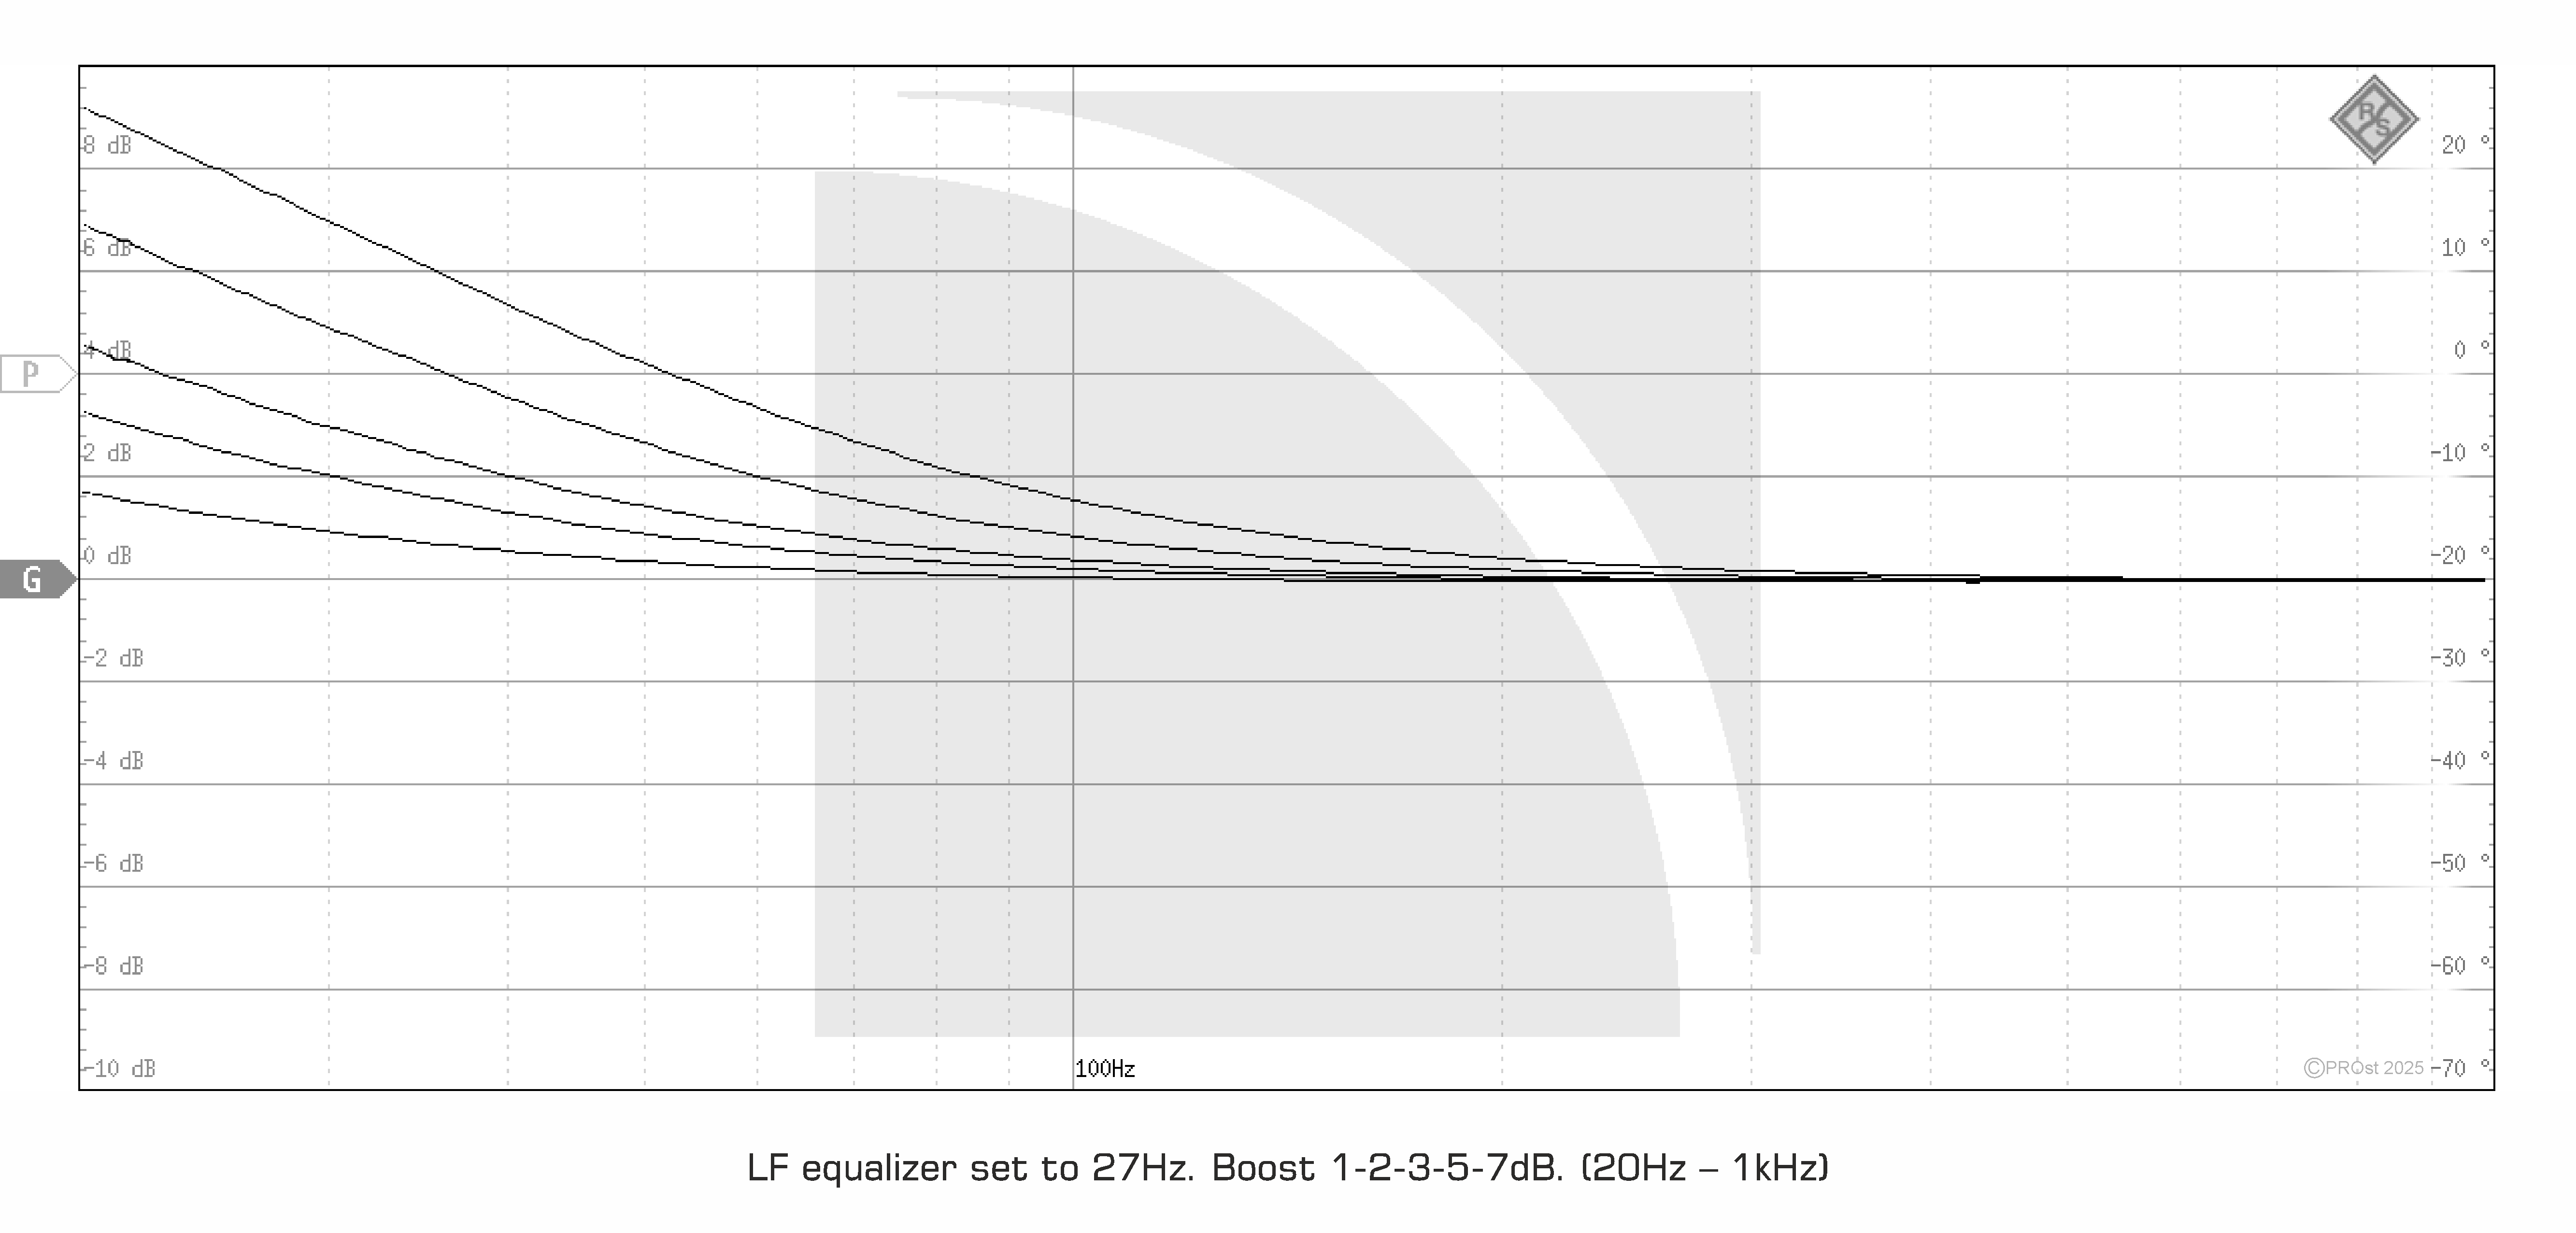 R S
8 dB 20 °
6 dB 10 °
P 4 dB 0 °
2 dB -10 °
G 0 dB -20 °
-2 dB -30 °
-4 dB -40 °
-6 dB -50 °
-8 dB -60 °
-10 dB 100Hz ©PROst 2025 -70 °
LF equalizer set to 27Hz. Boost 1-2-3-5-7dB. (20Hz – 1kHz)